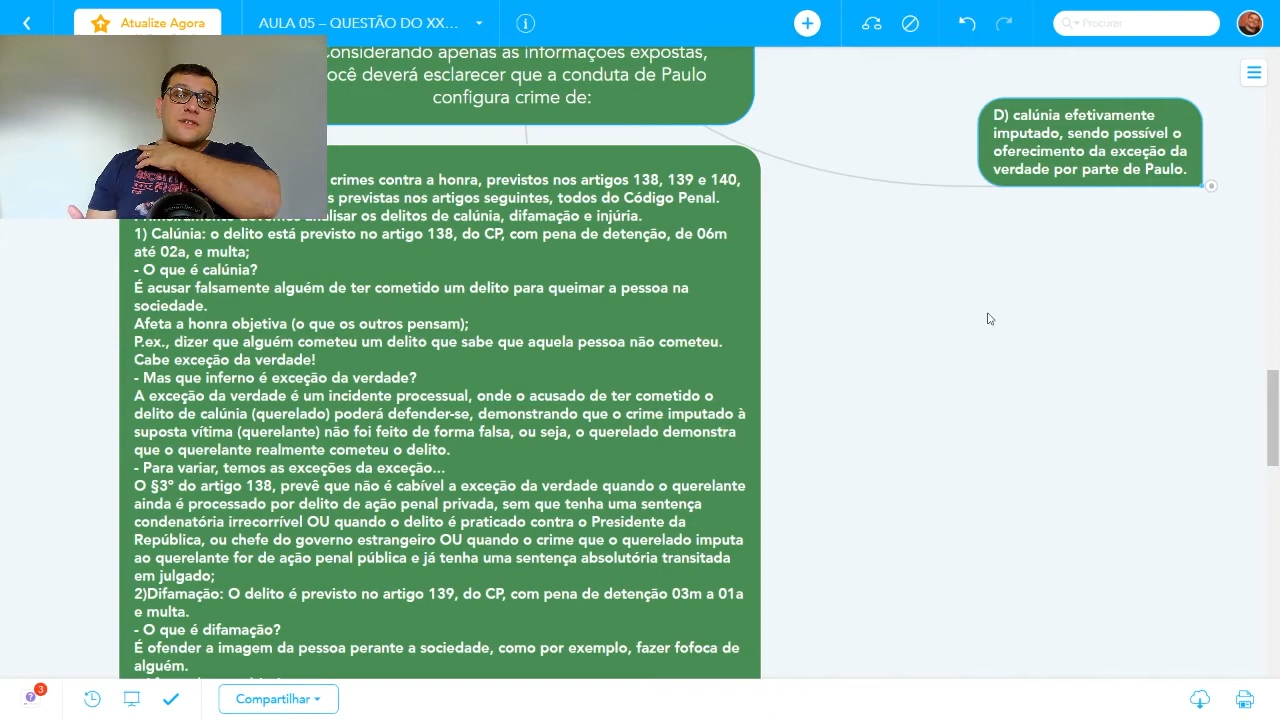 Atualize Agora
AULA 05 – QUESTÃO DO XX...
Procurar
onsiderando apenas as informações expostas,
ocê deverá esclarecer que a conduta de Paulo
configura crime de:
D) calúnia efetivamente
imputado, sendo possível o
oferecimento da exceção da
verdade por parte de Paulo.
crimes contra a honra, previstos nos artigos 138, 139 e 140,
s previstas nos artigos seguintes, todos do Código Penal.
analisar os delitos de calúnia, difamação e injúria.
1) Calúnia: o delito está previsto no artigo 138, do CP, com pena de detenção, de 06m
até 02a, e multa;
- O que é calúnia?
É acusar falsamente alguém de ter cometido um delito para queimar a pessoa na
sociedade.
Afeta a honra objetiva (o que os outros pensam);
P.ex., dizer que alguém cometeu um delito que sabe que aquela pessoa não cometeu.
Cabe exceção da verdade!
- Mas que inferno é exceção da verdade?
A exceção da verdade é um incidente processual, onde o acusado de ter cometido o
delito de calúnia (querelado) poderá defender-se, demonstrando que o crime imputado à
suposta vítima (querelante) não foi feito de forma falsa, ou seja, o querelado demonstra
que o querelante realmente cometeu o delito.
- Para variar, temos as exceções da exceção...
O §3º do artigo 138, prevê que não é cabível a exceção da verdade quando o querelante
ainda é processado por delito de ação penal privada, sem que tenha uma sentença
condenatória irrecorrível OU quando o delito é praticado contra o Presidente da
República, ou chefe do governo estrangeiro OU quando o crime que o querelado imputa
ao querelante for de ação penal pública e já tenha uma sentença absolutória transitada
em julgado;
2)Difamação: O delito é previsto no artigo 139, do CP, com pena de detenção 03m a 01a
e multa.
- O que é difamação?
É ofender a imagem da pessoa perante a sociedade, como por exemplo, fazer fofoca de
alguém.
3
Compartilhar